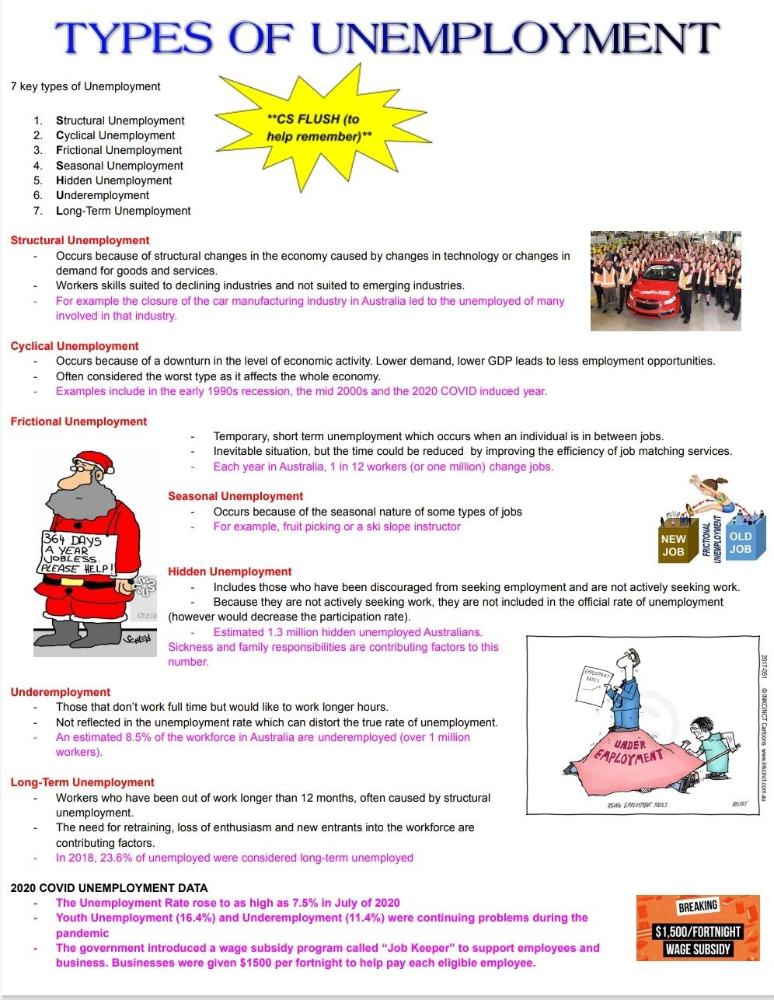 TYPES OF UNEMPLOYMENT
7 key types of Unemployment
**CS FLUSH (to
help remember)**
1. Structural Unemployment
2. Cyclical Unemployment
3. Frictional Unemployment
4. Seasonal Unemployment
5. Hidden Unemployment
6. Underemployment
7. Long-Term Unemployment
Structural Unemployment
- Occurs because of structural changes in the economy caused by changes in technology or changes in
demand for goods and services.
- Workers skills suited to declining industries and not suited to emerging industries.
- For example the closure of the car manufacturing industry in Australia led to the unemployed of many
involved in that industry.
Cyclical Unemployment
- Occurs because of a downturn in the level of economic activity. Lower demand, lower GDP leads to less employment opportunities.
- Often considered the worst type as it affects the whole economy.
- Examples include in the early 1990s recession, the mid 2000s and the 2020 COVID induced year.
Frictional Unemployment
- Temporary, short term unemployment which occurs when an individual is in between jobs.
- Inevitable situation, but the time could be reduced by improving the efficiency of job matching services.
- Each year in Australia, 1 in 12 workers (or one million) change jobs.
364 DAYS
A YEAR
JOBLESS.
PLEASE HELP!
Sear
SCHLEY
Seasonal Unemployment
- Occurs because of the seasonal nature of some types of jobs
- For example, fruit picking or a ski slope instructor
NEW
JOB
FRICTIONAL
UNEMPLOYMENT
OLD
JOB
Hidden Unemployment
- Includes those who have been discouraged from seeking employment and are not actively seeking work.
- Because they are not actively seeking work, they are not included in the official rate of unemployment
(however would decrease the participation rate).
- Estimated 1.3 million hidden unemployed Australians.
Sickness and family responsibilities are contributing factors to this
number.
Underemployment
- Those that don't work full time but would like to work longer hours.
- Not reflected in the unemployment rate which can distort the true rate of unemployment.
- An estimated 8.5% of the workforce in Australia are underemployed (over 1 million
workers).
EMPLOYMENT
RATES
UNDER
EMPLOYMENT
RISING EMPLOYMENT RATES
INKCINCT
2017-051 © INKCINCT Cartoons www.inkcinct.com.au
Long-Term Unemployment
- Workers who have been out of work longer than 12 months, often caused by structural
unemployment.
- The need for retraining, loss of enthusiasm and new entrants into the workforce are
contributing factors.
- In 2018, 23.6% of unemployed were considered long-term unemployed
2020 COVID UNEMPLOYMENT DATA
- The Unemployment Rate rose to as high as 7.5% in July of 2020
- Youth Unemployment (16.4%) and Underemployment (11.4%) were continuing problems during the
pandemic
- The government introduced a wage subsidy program called “Job Keeper” to support employees and
business. Businesses were given $1500 per fortnight to help pay each eligible employee.
BREAKING
$1,500/FORTNIGHT
WAGE SUBSIDY